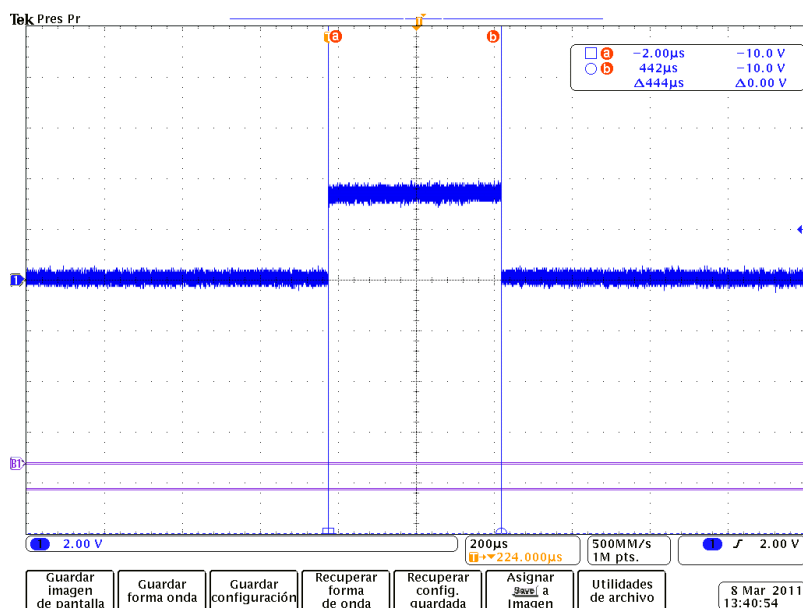 Tek Pres Pr
T
T a b
a −2.00µs −10.0 V
b 442µs −10.0 V
Δ444µs Δ0.00 V
1
B1
1 2.00 V
200µs
T→▼224.000µs
500MM/s
1M pts.
1 2.00 V
Guardar
imagen
de pantalla
Guardar
forma onda
Guardar
configuración
Recuperar
forma
de onda
Recuperar
config.
guardada
Asignar
Save a
Imagen
Utilidades
de archivo
8 Mar 2011
13:40:54